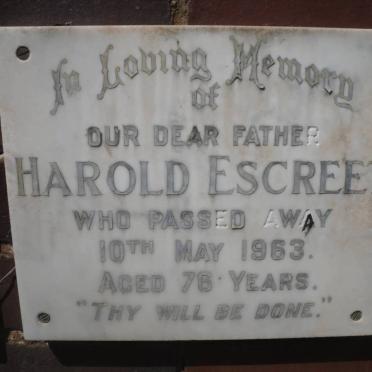 In Loving Memory
of
OUR DEAR FATHER
HAROLD ESCREET
WHO PASSED AWAY
10TH MAY 1963.
AGED 76 YEARS.
"THY WILL BE DONE."